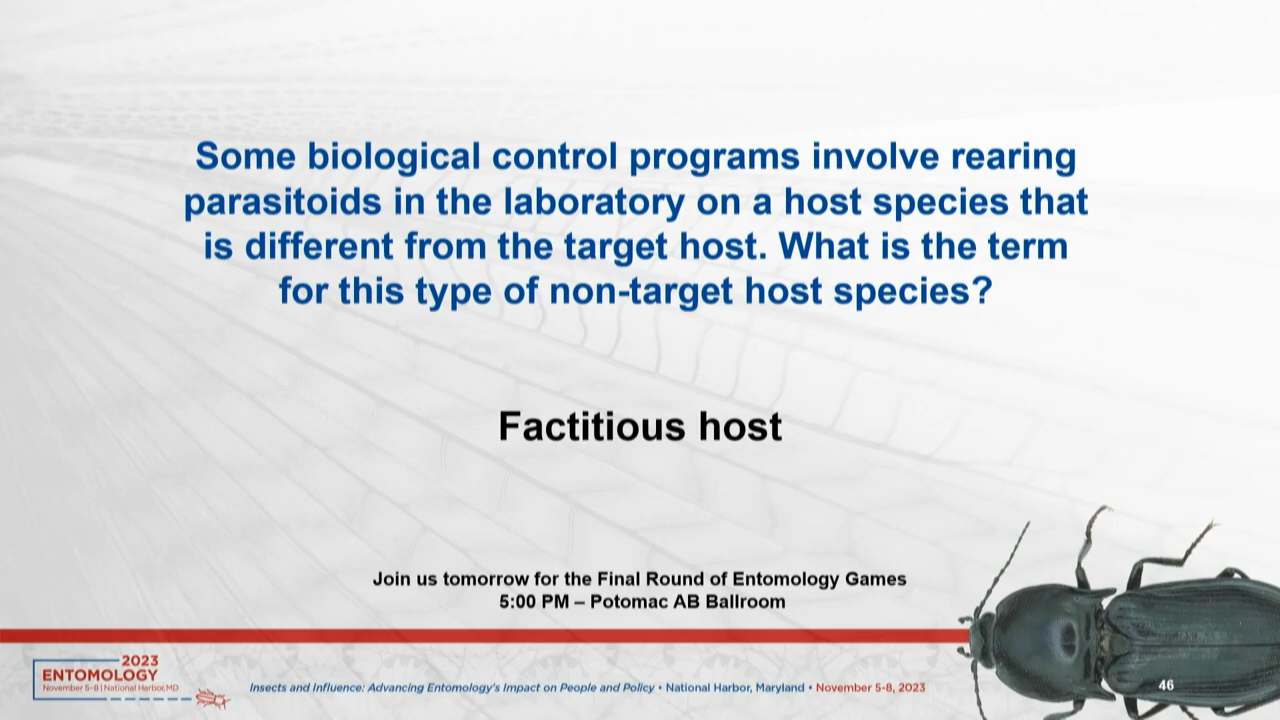 Some biological control programs involve rearing
parasitoids in the laboratory on a host species that
is different from the target host. What is the term
for this type of non-target host species?
Factitious host
Join us tomorrow for the Final Round of Entomology Games
5:00 PM – Potomac AB Ballroom
2023
ENTOMOLOGY
November 5–8 | National Harbor, MD
Insects and Influence: Advancing Entomology's Impact on People and Policy • National Harbor, Maryland • November 5-8, 2023
46